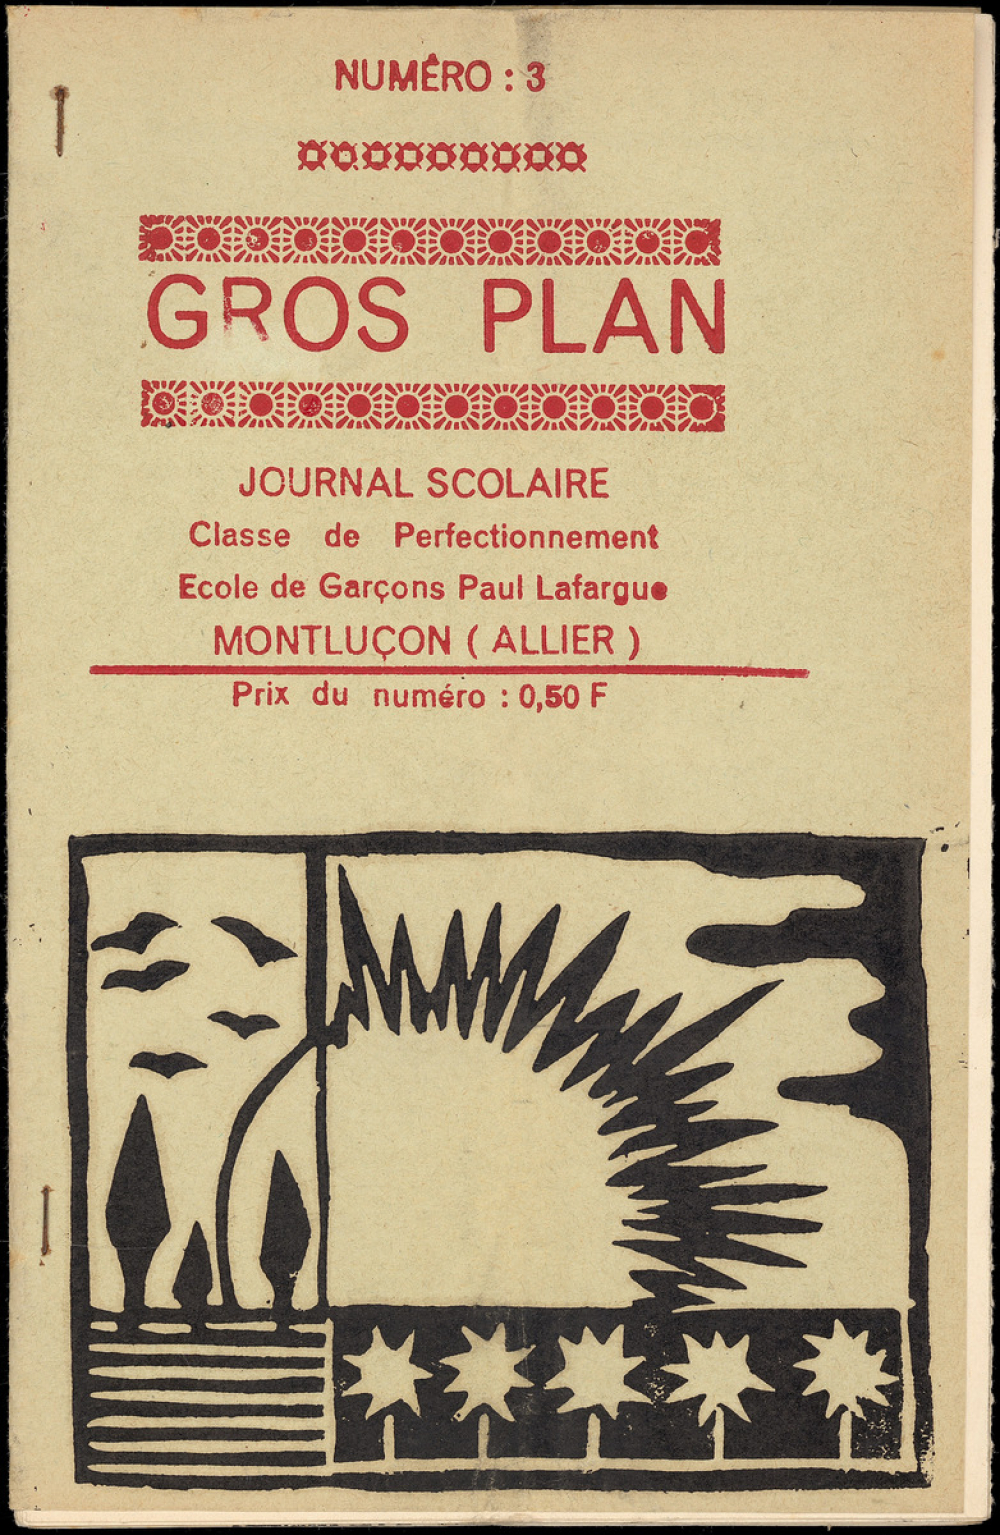 NUMÉRO : 3
GROS PLAN
JOURNAL SCOLAIRE
Classe de Perfectionnement
Ecole de Garçons Paul Lafargue
MONTLUÇON ( ALLIER )
Prix du numéro : 0,50 F